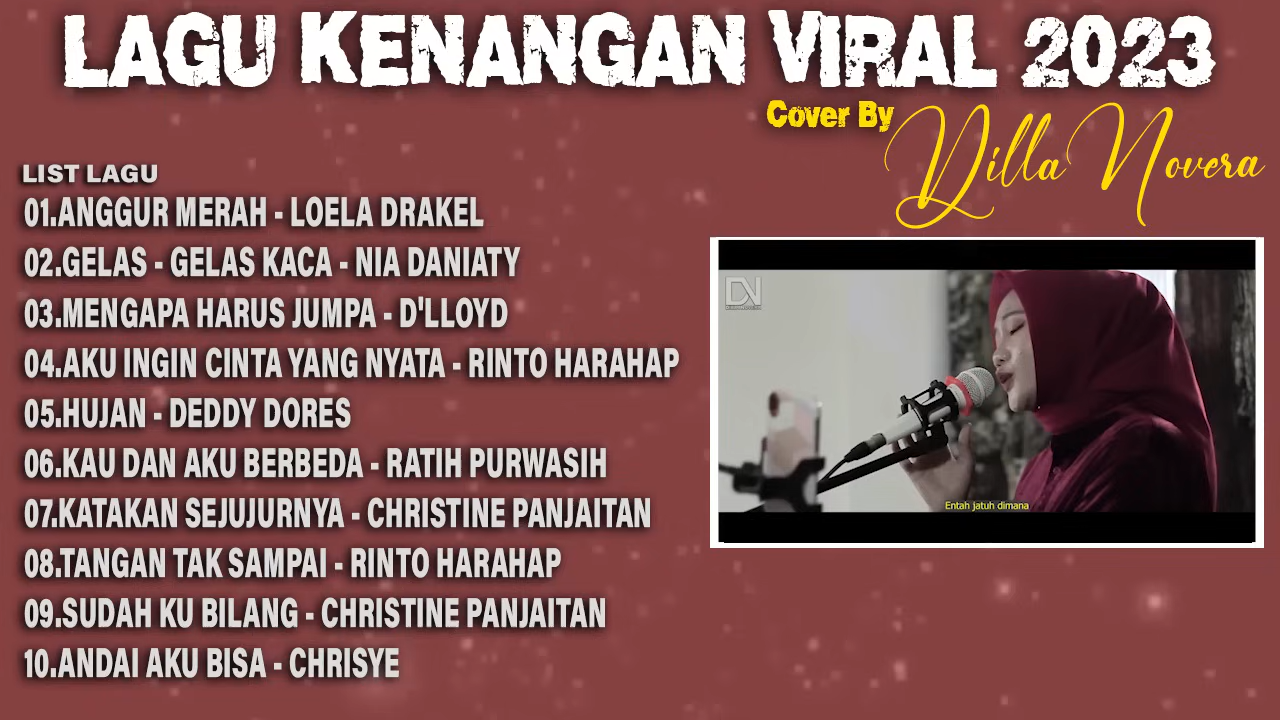 LAGU KENANGAN VIRAL 2023
Cover By Dilla Novera
LIST LAGU
01.ANGGUR MERAH - LOELA DRAKEL
02.GELAS - GELAS KACA - NIA DANIATY
03.MENGAPA HARUS JUMPA - D'LLOYD
04.AKU INGIN CINTA YANG NYATA - RINTO HARAHAP
05.HUJAN - DEDDY DORES
06.KAU DAN AKU BERBEDA - RATIH PURWASIH
07.KATAKAN SEJUJURNYA - CHRISTINE PANJAITAN
08.TANGAN TAK SAMPAI - RINTO HARAHAP
09.SUDAH KU BILANG - CHRISTINE PANJAITAN
10.ANDAI AKU BISA - CHRISYE
DN
Entah jatuh dimana